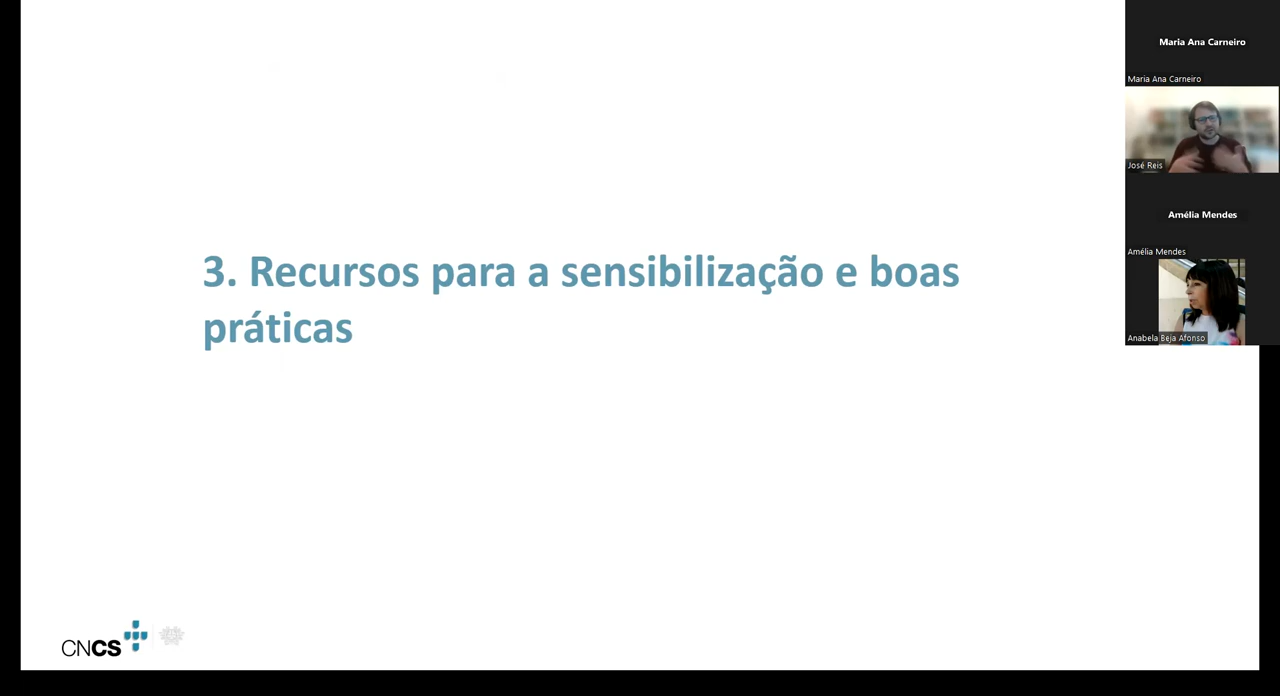 Maria Ana Carneiro
Maria Ana Carneiro
José Reis
Amélia Mendes
Amélia Mendes
Anabela Beja Afonso
3. Recursos para a sensibilização e boas
práticas
CNCS